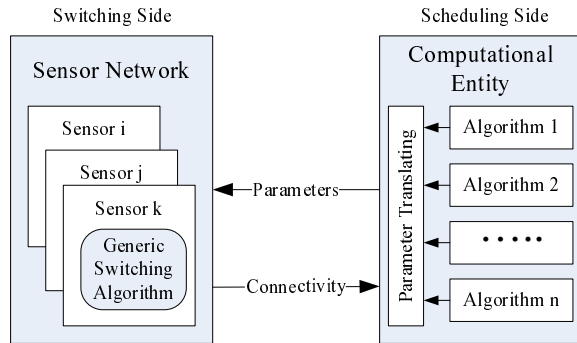 Switching Side
Sensor Network
Sensor i
Sensor j
Sensor k
Generic
Switching
Algorithm
Parameters
Connectivity
Scheduling Side
Computational
Entity
Parameter Translating
Algorithm 1
Algorithm 2
.....
Algorithm n